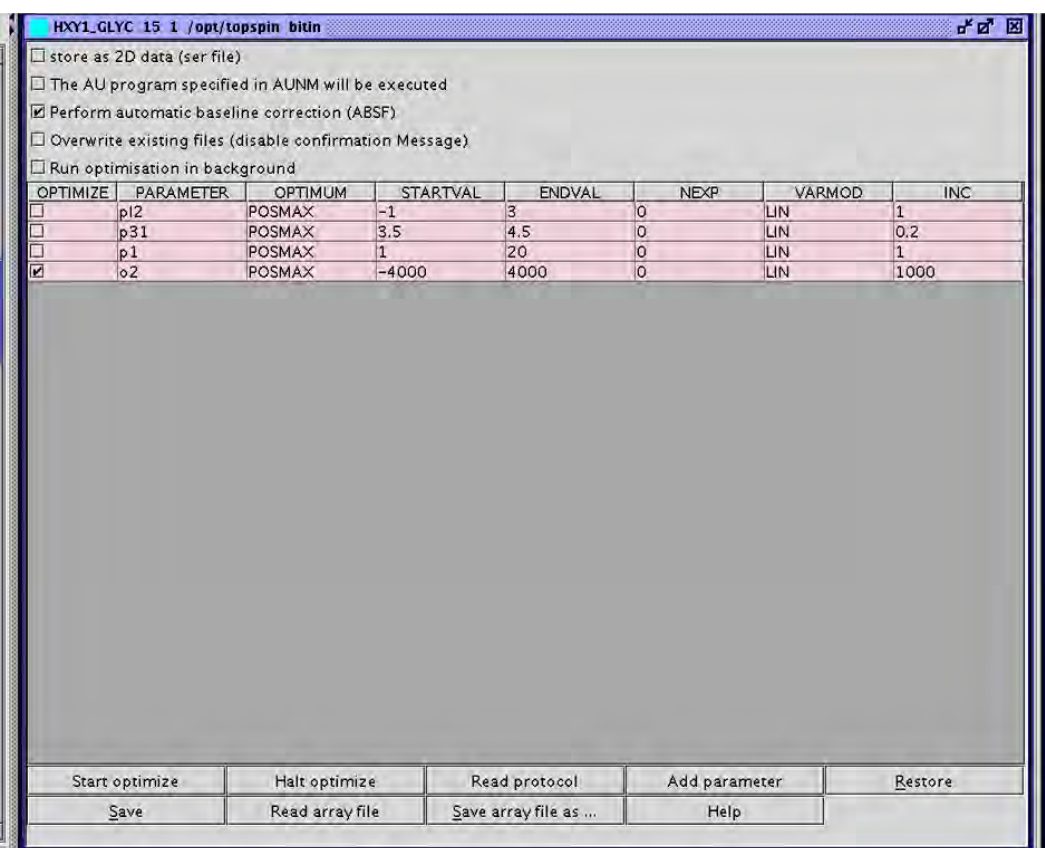 HXY1_GLYC 15 1 /opt/topspin bitin
store as 2D data (ser file)
The AU program specified in AUNM will be executed
Perform automatic baseline correction (ABSF)
Overwrite existing files (disable confirmation Message)
Run optimisation in background
OPTIMIZE PARAMETER OPTIMUM STARTVAL ENDVAL NEXP VARMOD INC
pl2 POSMAX -1 3 0 LIN 1
p31 POSMAX 3.5 4.5 0 LIN 0.2
p1 POSMAX 1 20 0 LIN 1
o2 POSMAX -4000 4000 0 LIN 1000
Start optimize Halt optimize Read protocol Add parameter Restore
Save Read array file Save array file as ... Help